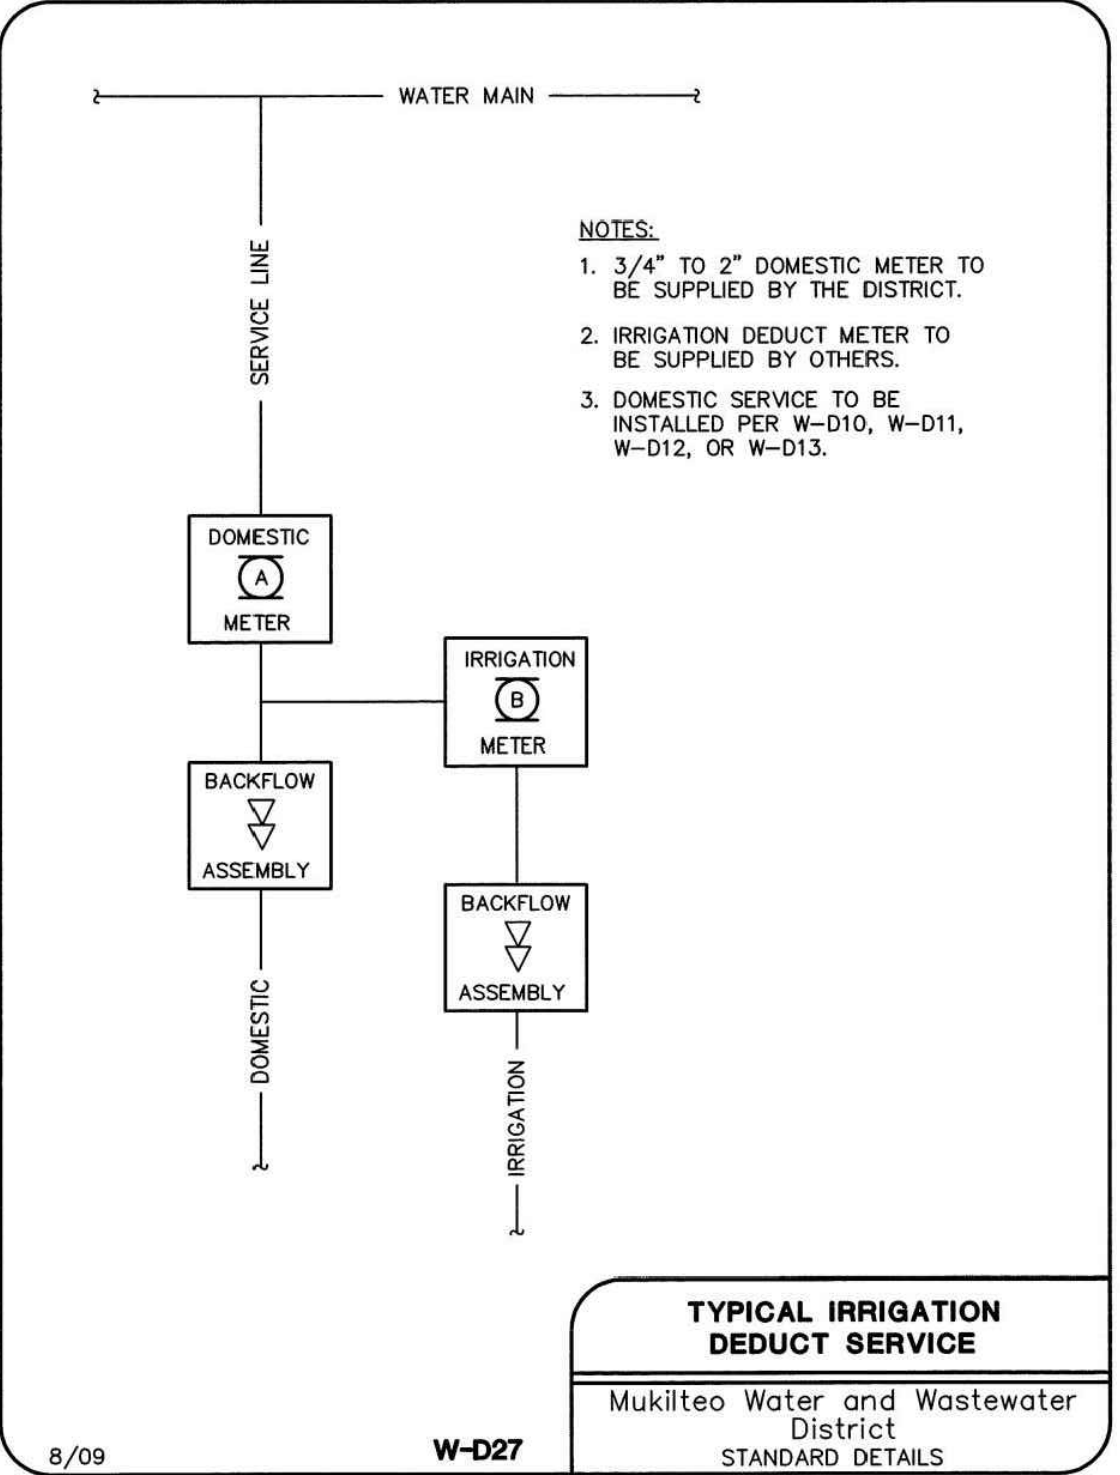 WATER MAIN
SERVICE LINE
NOTES:
1. 3/4" TO 2" DOMESTIC METER TO
BE SUPPLIED BY THE DISTRICT.
2. IRRIGATION DEDUCT METER TO
BE SUPPLIED BY OTHERS.
3. DOMESTIC SERVICE TO BE
INSTALLED PER W-D10, W-D11,
W-D12, OR W-D13.
DOMESTIC
A
METER
IRRIGATION
B
METER
BACKFLOW
ASSEMBLY
BACKFLOW
ASSEMBLY
DOMESTIC
IRRIGATION
TYPICAL IRRIGATION
DEDUCT SERVICE
Mukilteo Water and Wastewater
District
STANDARD DETAILS
8/09
W-D27